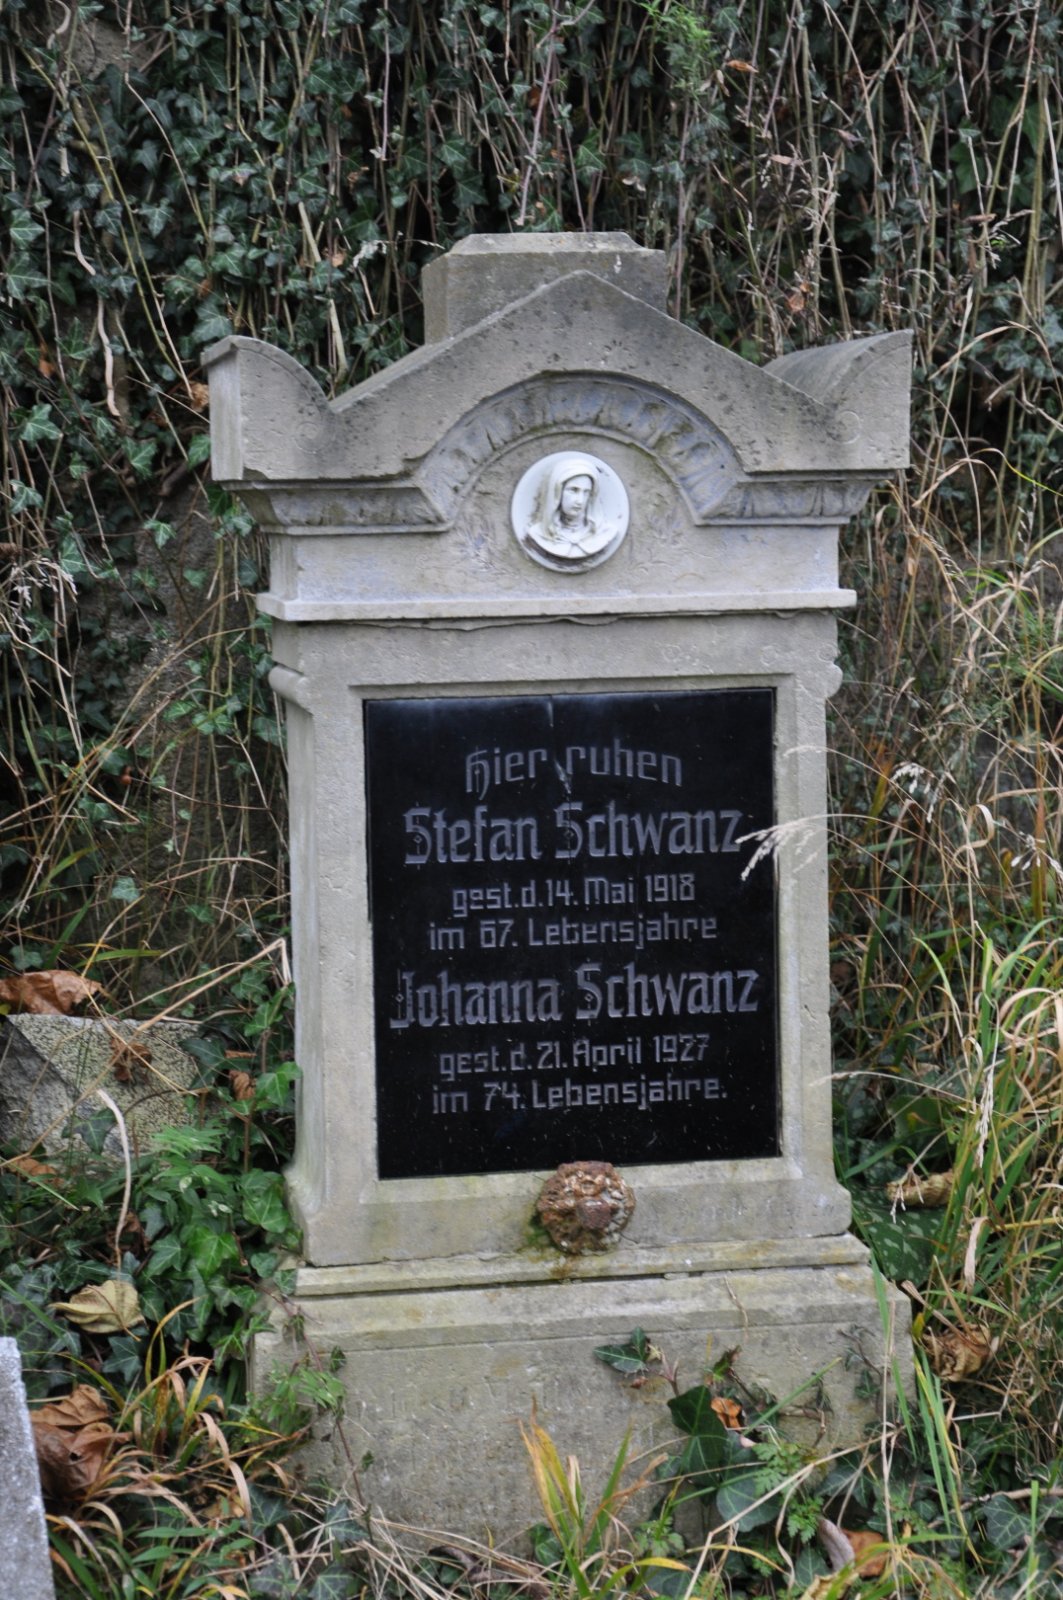 Hier ruhen
Stefan Schwanz
gest. d. 14. Mai 1918
im 67. Lebensjahre
Johanna Schwanz
gest. d. 21. April 1927
im 74. Lebensjahre.